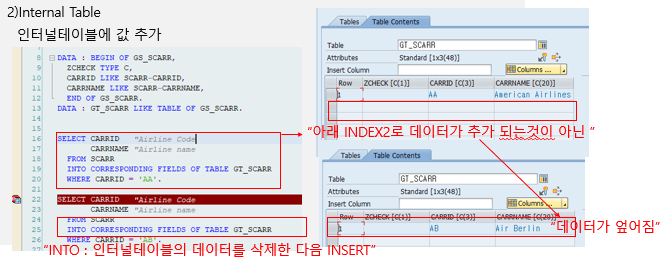 2)Internal Table
인터널테이블에 값 추가
8
9 DATA : BEGIN OF GS_SCARR,
10 ZCHECK TYPE C,
11 CARRID LIKE SCARR-CARRID,
12 CARRNAME LIKE SCARR-CARRNAME,
13 END OF GS_SCARR.
14 DATA : GT_SCARR LIKE TABLE OF GS_SCARR.
15
16 SELECT CARRID "Airline Code
17 CARRNAME "Airline name
18 FROM SCARR
19 INTO CORRESPONDING FIELDS OF TABLE GT_SCARR
20 WHERE CARRID = 'AA'.
21
22 SELECT CARRID "Airline Code
23 CARRNAME "Airline name
24 FROM SCARR
25 INTO CORRESPONDING FIELDS OF TABLE GT_SCARR
26 WHERE CARRID = 'AB'.
"INTO : 인터널테이블의 데이터를 삭제한 다음 INSERT"
Tables Table Contents
Table GT_SCARR
Attributes Standard [1x3(48)]
Insert Column Columns ...
Row ZCHECK [C(1)] CARRID [C(3)] CARRNAME [C(20)]
1 AA American Airlines
"아래 INDEX2로 데이터가 추가 되는것이 아닌 "
Tables Table Contents
Table GT_SCARR
Attributes Standard [1x3(48)]
Insert Column Columns ...
Row ZCHECK [C(1)] CARRID [C(3)] CARRNAME [C(20)]
1 AB Air Berlin
"데이터가 엎어짐"